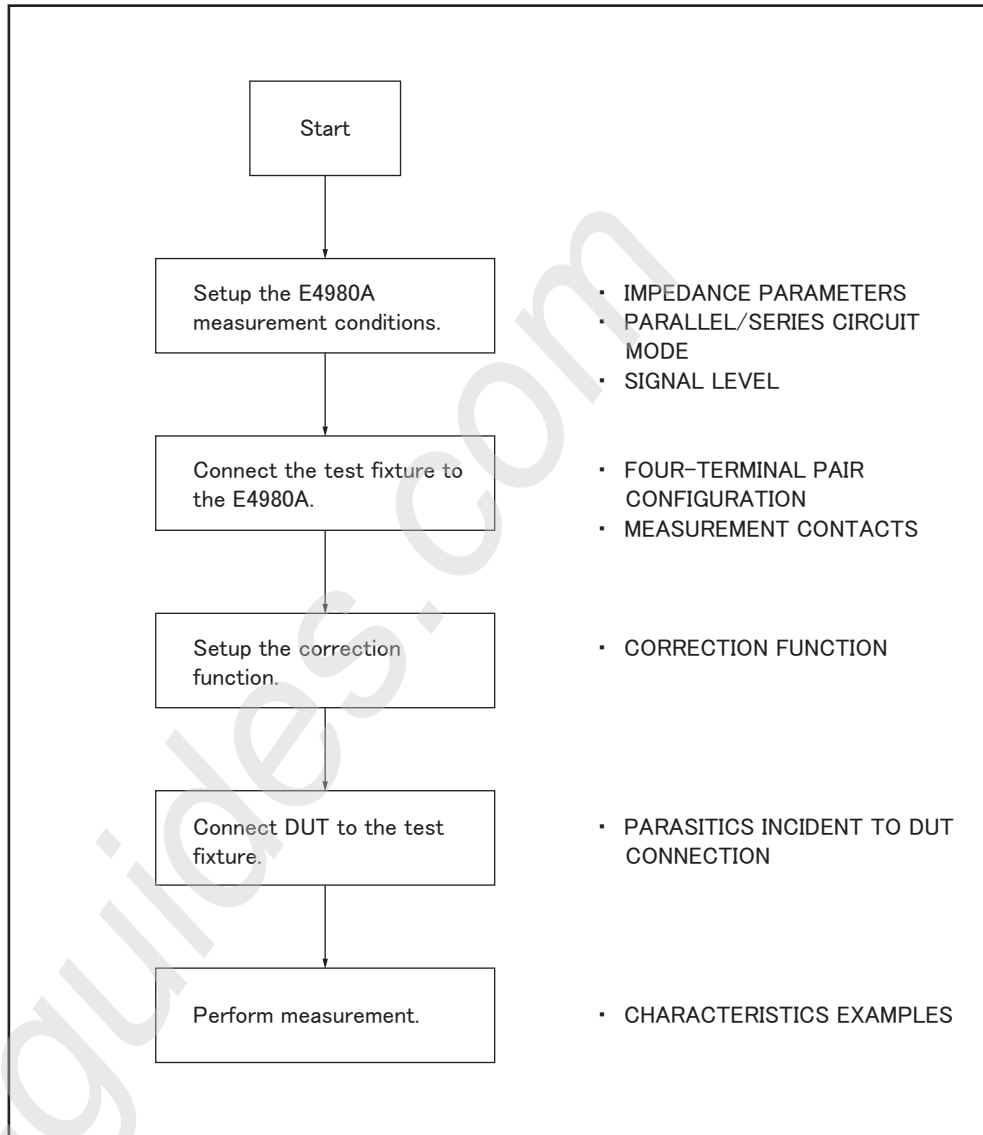 Start
Setup the E4980A
measurement conditions.
· IMPEDANCE PARAMETERS
· PARALLEL/SERIES CIRCUIT
MODE
· SIGNAL LEVEL
Connect the test fixture to
the E4980A.
· FOUR-TERMINAL PAIR
CONFIGURATION
· MEASUREMENT CONTACTS
Setup the correction
function.
· CORRECTION FUNCTION
Connect DUT to the test
fixture.
· PARASITICS INCIDENT TO DUT
CONNECTION
Perform measurement.
· CHARACTERISTICS EXAMPLES
guides.com